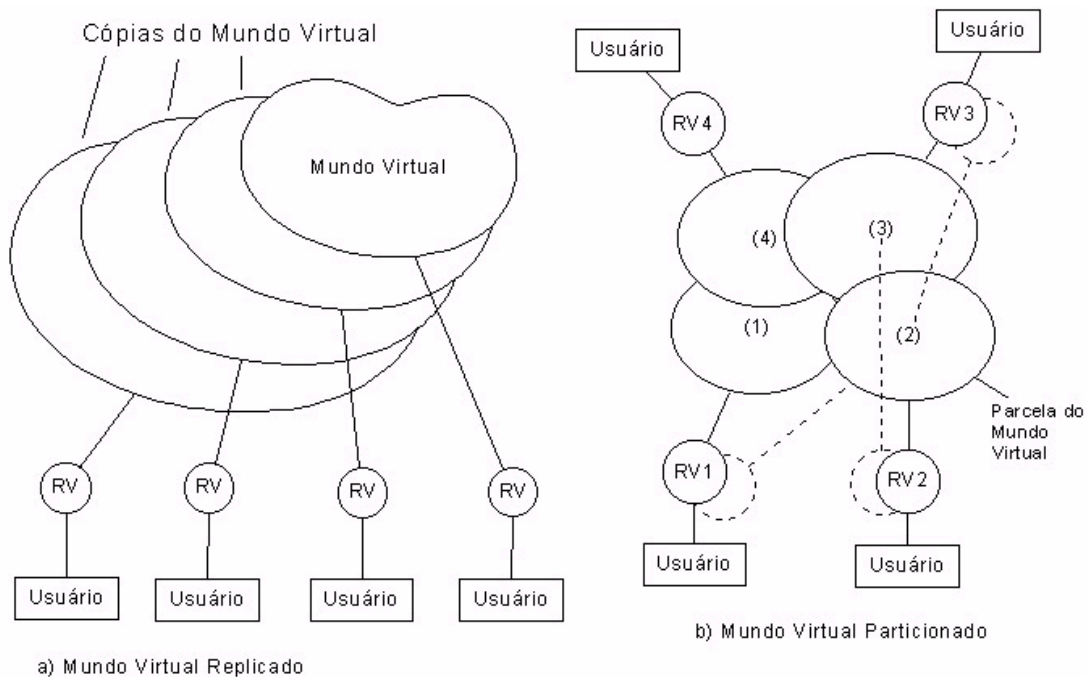 Cópias do Mundo Virtual
Mundo Virtual
RV
RV
RV
RV
Usuário
Usuário
Usuário
Usuário
a) Mundo Virtual Replicado
Usuário
Usuário
RV4
RV3
(4)
(3)
(1)
(2)
Parcela do
Mundo
Virtual
RV1
RV2
Usuário
Usuário
b) Mundo Virtual Particionado